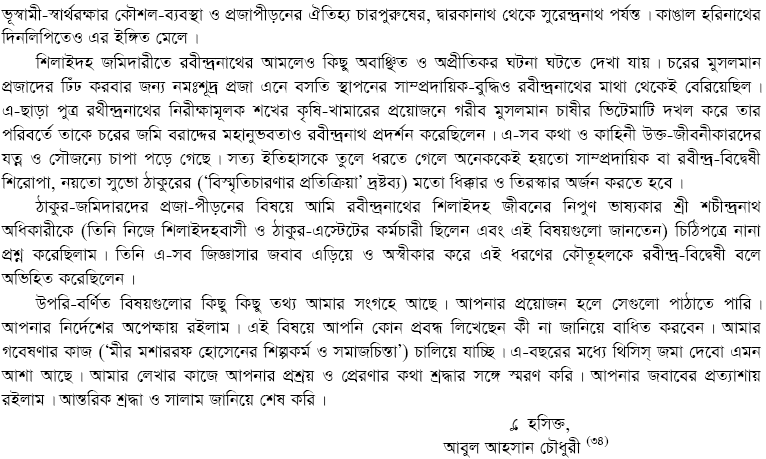 ভূস্বামী-স্বার্থরক্ষার কৌশল-ব্যবস্থা ও প্রজাপীড়নের ঐতিহ্য চারপুরুষের, দ্বারকানাথ থেকে সুরেন্দ্রনাথ পর্যন্ত । কাঙাল হরিনাথের
দিনলিপিতেও এর ইঙ্গিত মেলে ।
শিলাইদহ জমিদারীতে রবীন্দ্রনাথের আমলেও কিছু অবাঞ্ছিত ও অপ্রীতিকর ঘটনা ঘটতে দেখা যায় । চরের মুসলমান
প্রজাদের ঢিঢ করবার জন্য নমঃশূদ্র প্রজা এনে বসতি স্থাপনের সাম্প্রদায়িক-বুদ্ধিও রবীন্দ্রনাথের মাথা থেকেই বেরিয়েছিল ।
এ-ছাড়া পুত্র রথীন্দ্রনাথের নিরীক্ষামূলক শখের কৃষি-খামারের প্রয়োজনে গরীব মুসলমান চাষীর ভিটেমাটি দখল করে তার
পরিবর্তে তাকে চরের জমি বরাদ্দের মহানুভবতাও রবীন্দ্রনাথ প্রদর্শন করেছিলেন । এ-সব কথা ও কাহিনী উক্ত-জীবনীকারদের
যত্ন ও সৌজন্যে চাপা পড়ে গেছে । সত্য ইতিহাসকে তুলে ধরতে গেলে অনেককেই হয়তো সাম্প্রদায়িক বা রবীন্দ্র-বিদ্বেষী
শিরোপা, নয়তো সুভো ঠাকুরের (‘বিস্মৃতিচারণার প্রতিক্রিয়া’ দ্রষ্টব্য) মতো ধিক্কার ও তিরস্কার অর্জন করতে হবে ।
ঠাকুর-জমিদারদের প্রজা-পীড়নের বিষয়ে আমি রবীন্দ্রনাথের শিলাইদহ জীবনের নিপুণ ভাষ্যকার শ্রী শচীন্দ্রনাথ
অধিকারীকে (তিনি নিজে শিলাইদহবাসী ও ঠাকুর-এস্টেটের কর্মচারী ছিলেন এবং এই বিষয়গুলো জানতেন) চিঠিপত্রে নানা
প্রশ্ন করেছিলাম । তিনি এ-সব জিজ্ঞাসার জবাব এড়িয়ে ও অস্বীকার করে এই ধরণের কৌতূহলকে রবীন্দ্র-বিদ্বেষী বলে
অভিহিত করেছিলেন ।
উপরি-বর্ণিত বিষয়গুলোর কিছু কিছু তথ্য আমার সংগহে আছে । আপনার প্রয়োজন হলে সেগুলো পাঠাতে পারি ।
আপনার নির্দেশের অপেক্ষায় রইলাম । এই বিষয়ে আপনি কোন প্রবন্ধ লিখেছেন কী না জানিয়ে বাধিত করবেন । আমার
গবেষণার কাজ (‘মীর মশাররফ হোসেনের শিল্পকর্ম ও সমাজচিন্তা’) চালিয়ে যাচ্ছি । এ-বছরের মধ্যে থিসিস্ জমা দেবো এমন
আশা আছে । আমার লেখার কাজে আপনার প্রশ্রয় ও প্রেরণার কথা শ্রদ্ধার সঙ্গে স্মরণ করি । আপনার জবাবের প্রত্যাশায়
রইলাম । আন্তরিক শ্রদ্ধা ও সালাম জানিয়ে শেষ করি ।
হসিক্ত,
আবুল আহসান চৌধুরী (৩৪)